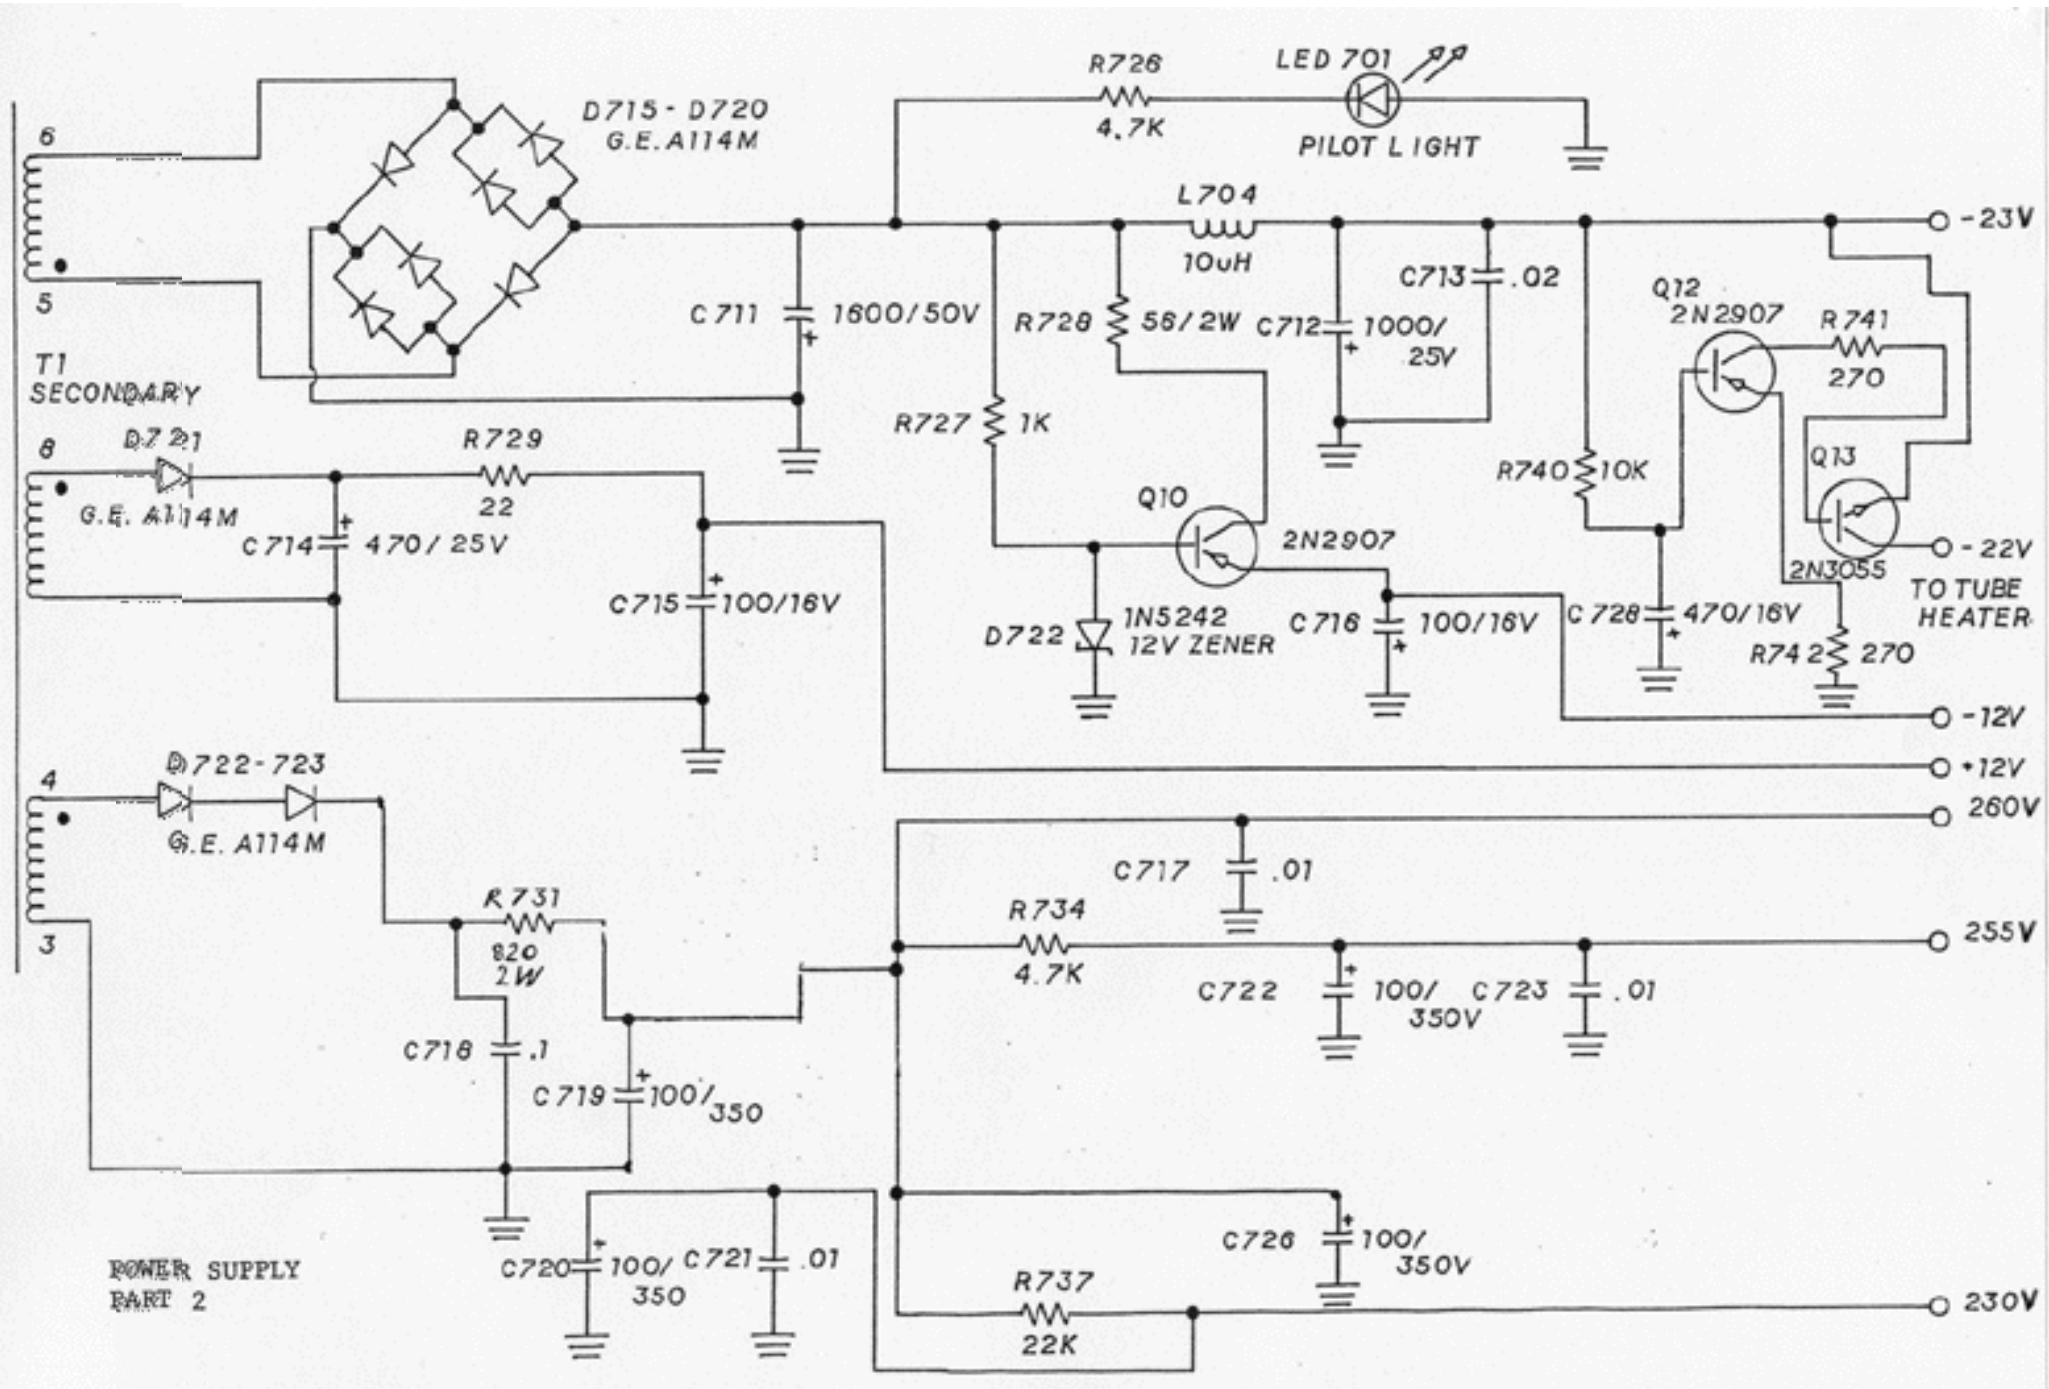 6
5
T1
SECONDARY
D715-D720
G.E. A114M
R726
4.7K
LED 701
PILOT LIGHT
L704
10uH
-23V
C711
1600/50V
R728
56/2W
C712
1000/
25V
C713
.02
Q12
2N2907
R741
270
R727
1K
R740
10K
Q13
2N3055
-22V
TO TUBE
HEATER
8
D721
G.E. A114M
R729
22
C714
470/25V
C715
100/16V
Q10
2N2907
D722
1N5242
12V ZENER
C716
100/16V
C728
470/16V
R742
270
-12V
+12V
4
3
D722-723
G.E. A114M
260V
C717
.01
R731
820
2W
R734
4.7K
255V
C722
100/
350V
C723
.01
C718
.1
C719
100/
350
C720
100/
350
C721
.01
C726
100/
350V
R737
22K
230V
POWER SUPPLY
PART 2